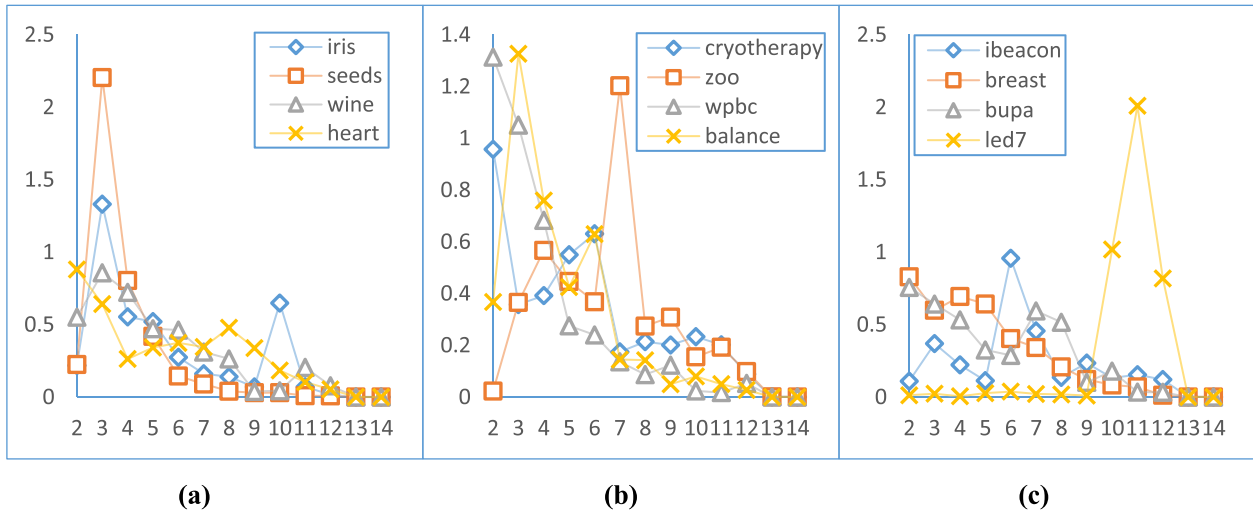 2.5
2
1.5
1
0.5
0
2 3 4 5 6 7 8 9 10 11 12 13 14
iris
seeds
wine
heart
(a)
1.4
1.2
1
0.8
0.6
0.4
0.2
0
2 3 4 5 6 7 8 9 10 11 12 13 14
cryotherapy
zoo
wpbc
balance
(b)
2.5
2
1.5
1
0.5
0
2 3 4 5 6 7 8 9 10 11 12 13 14
ibeacon
breast
bupa
led7
(c)